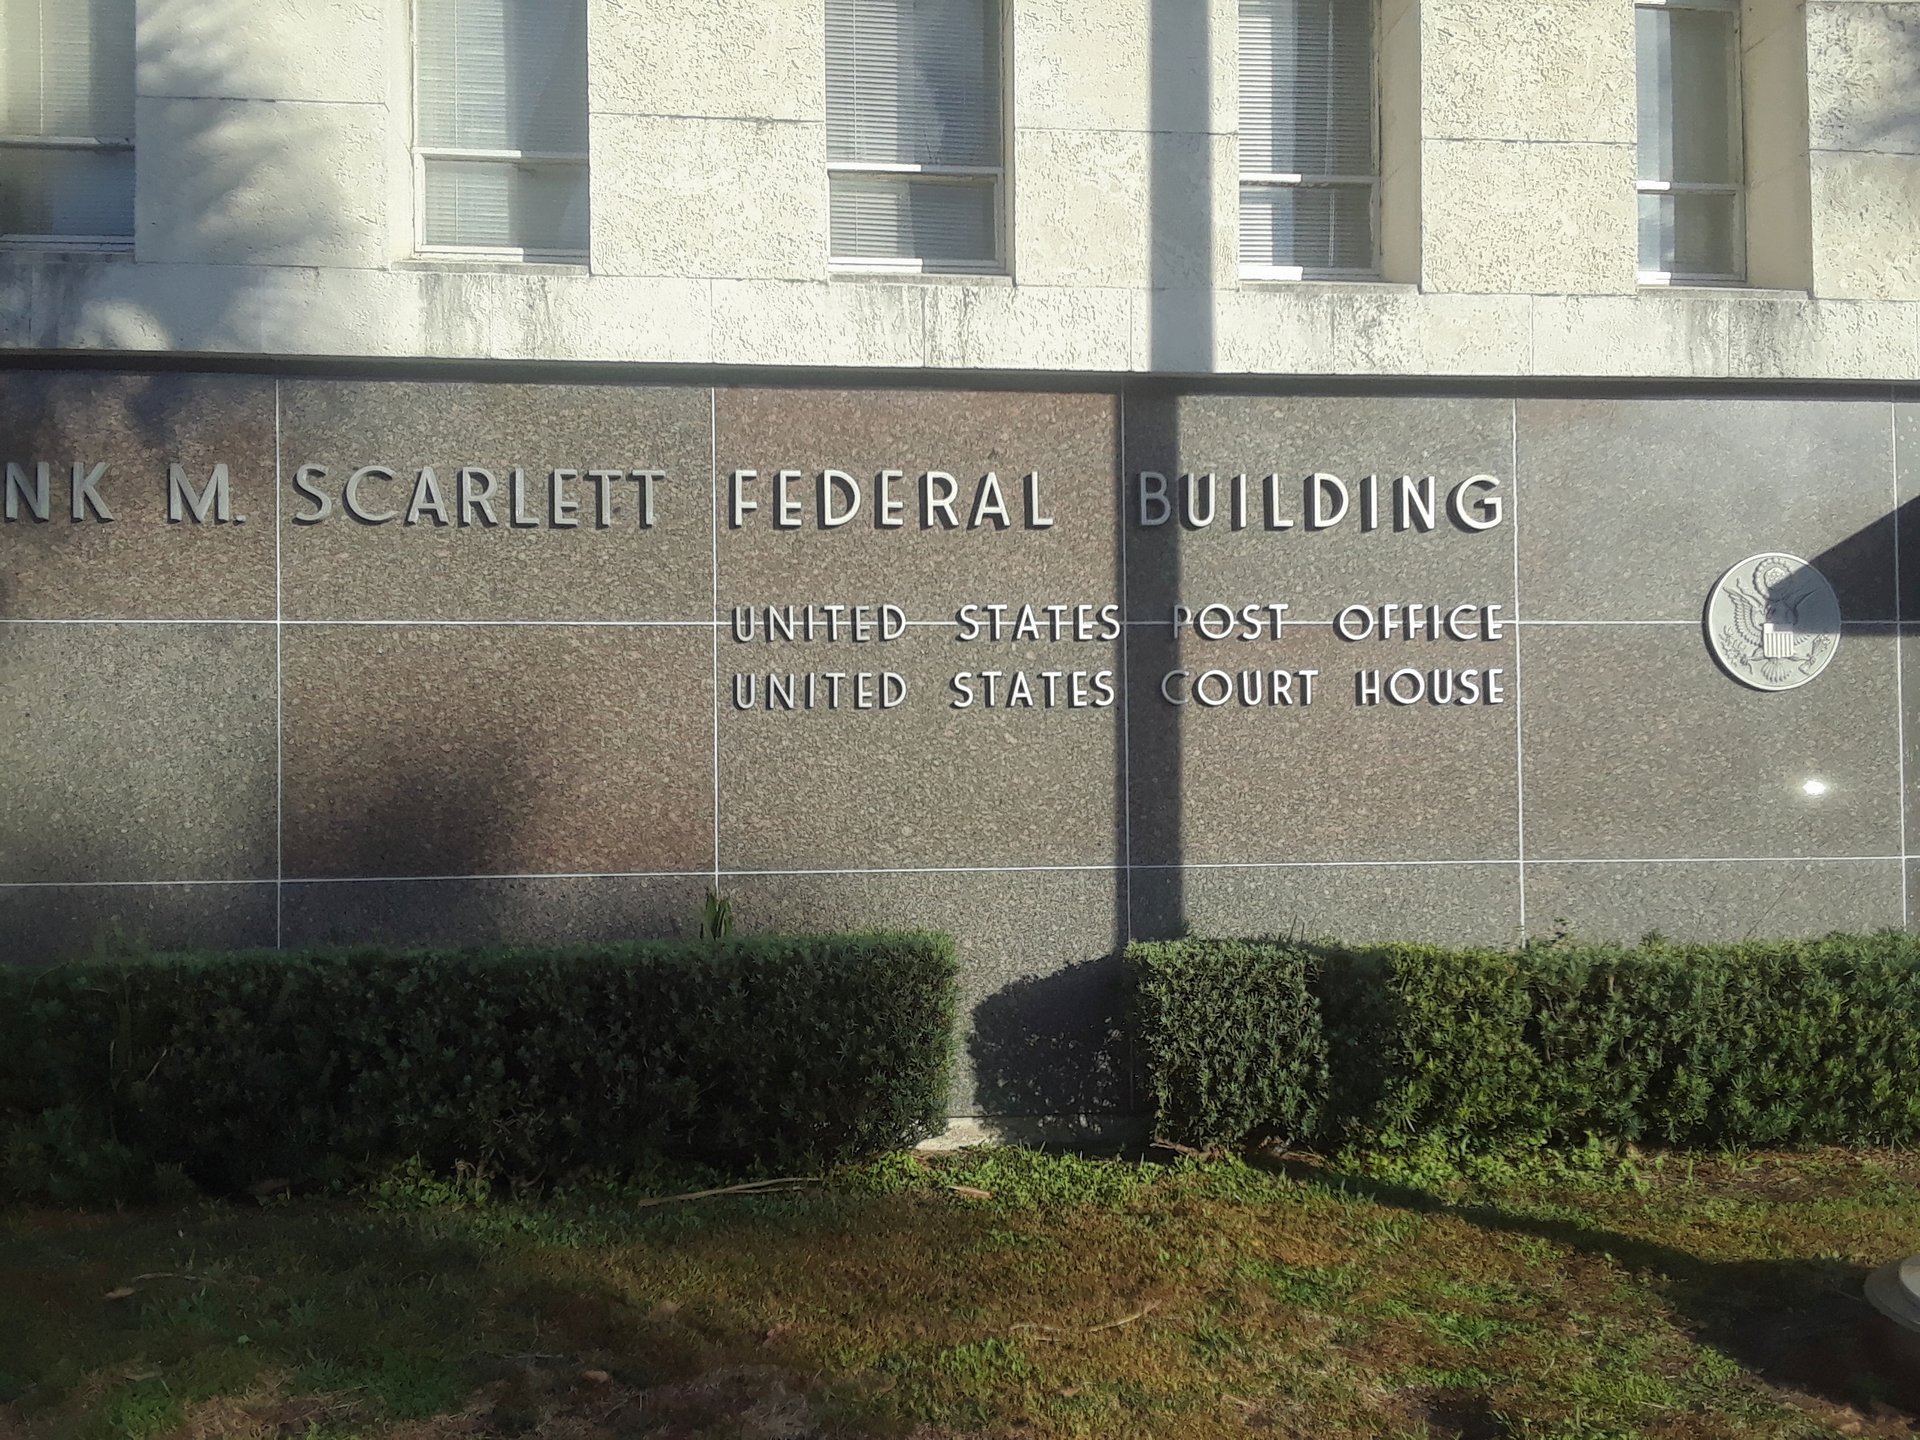 NK M. SCARLETT FEDERAL BUILDING
UNITED STATES POST OFFICE
UNITED STATES COURT HOUSE